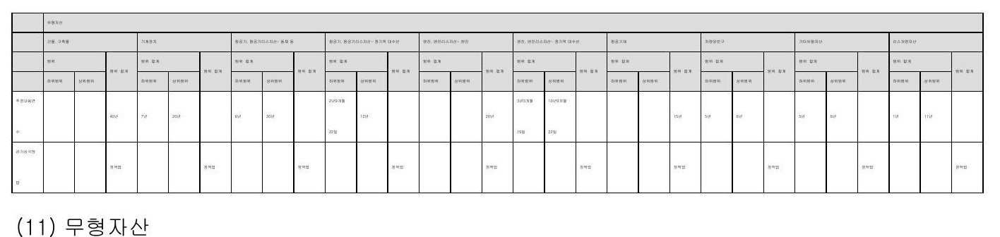 유형자산
건물, 구축물 기계장치 항공기, 항공기리스자산- 동체 등 항공기, 항공기리스자산- 정기적 대수선 엔진, 엔진리스자산- 엔진 엔진, 엔진리스자산- 정기적 대수선 항공기재 차량운반구 기타유형자산 리스차량자산
범위 범위 합계 범위 합계 범위 합계 범위 합계 범위 합계 범위 합계 범위 합계 범위 합계 범위 합계
범위 합계 범위 합계 범위 합계 범위 합계 범위 합계 범위 합계 범위 합계 범위 합계 범위 합계 범위 합계
하위범위 상위범위 하위범위 상위범위 하위범위 상위범위 하위범위 상위범위 하위범위 상위범위 하위범위 상위범위 하위범위 상위범위 하위범위 상위범위 하위범위 상위범위 하위범위 상위범위
추정내용연 2년9개월 3년3개월 10년9개월
40년 7년 20년 6년 20년 12년 20년 15년 5년 6년 5년 6년 1년 11년
수 22일 19일 22일
감가상각방
정액법 정액법 정액법 정액법 정액법 정액법 정액법 정액법 정액법 정액법
법
(11) 무형자산